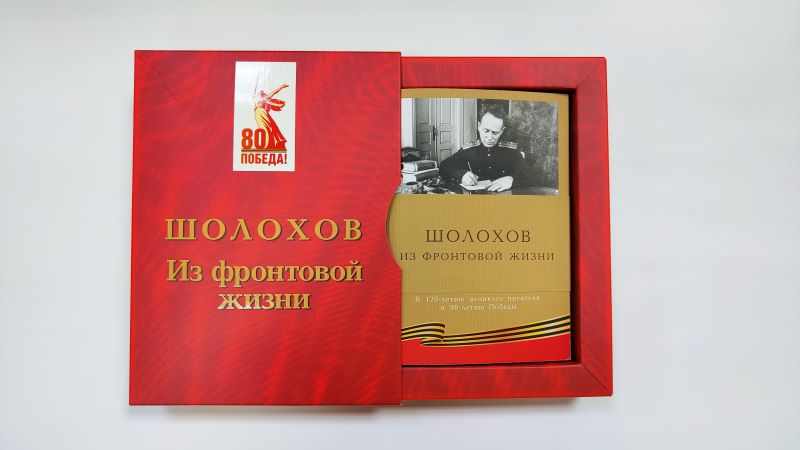 80
ПОБЕДА!
ШОЛОХОВ
Из фронтовой
жизни
ШОЛОХОВ
ИЗ ФРОНТОВОЙ ЖИЗНИ
К 120-летию великого писателя
и 80-летию Победы